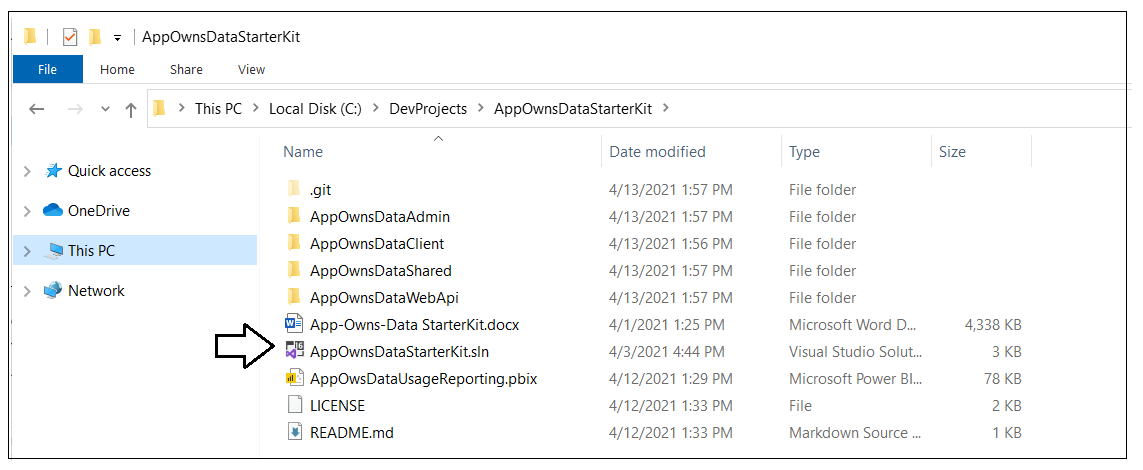 AppOwnsDataStarterKit
File Home Share View
This PC Local Disk (C:) DevProjects AppOwnsDataStarterKit
Name Date modified Type Size
Quick access
OneDrive
This PC
Network
.git 4/13/2021 1:57 PM File folder
AppOwnsDataAdmin 4/13/2021 1:57 PM File folder
AppOwnsDataClient 4/13/2021 1:56 PM File folder
AppOwnsDataShared 4/13/2021 1:57 PM File folder
AppOwnsDataWebApi 4/13/2021 1:57 PM File folder
App-Owns-Data StarterKit.docx 4/1/2021 1:25 PM Microsoft Word D... 4,338 KB
AppOwnsDataStarterKit.sln 4/3/2021 4:44 PM Visual Studio Solut... 3 KB
AppOwsDataUsageReporting.pbix 4/12/2021 1:29 PM Microsoft Power BI... 78 KB
LICENSE 4/12/2021 1:33 PM File 2 KB
README.md 4/12/2021 1:33 PM Markdown Source ... 1 KB